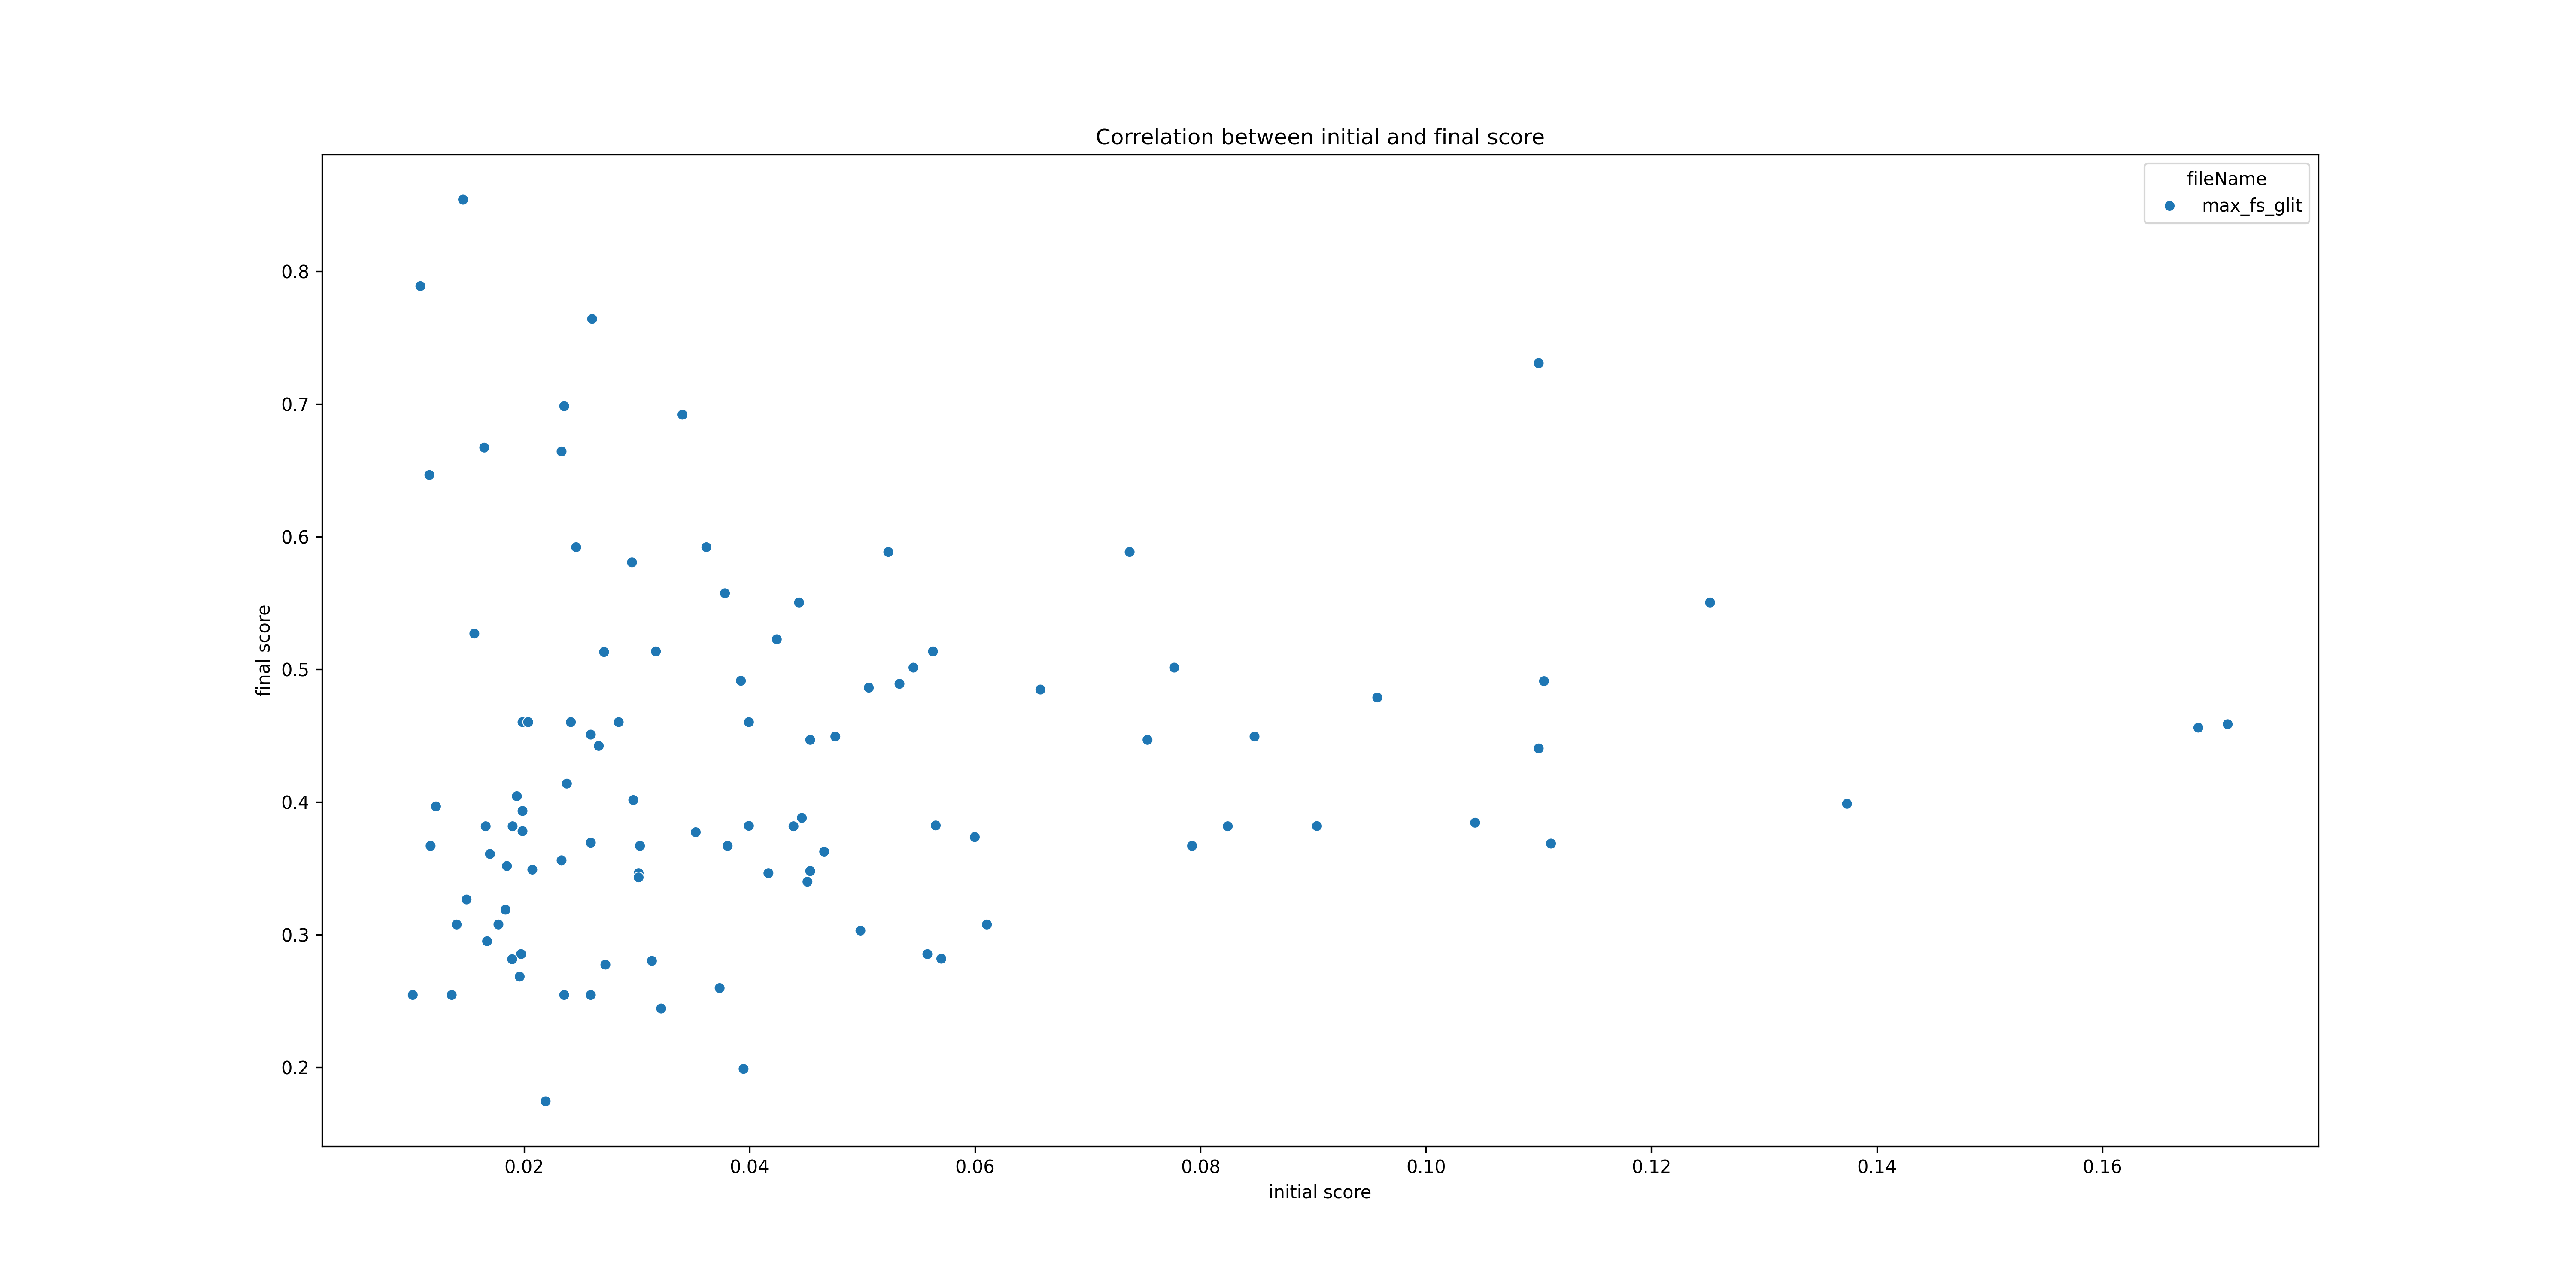 Correlation between initial and final score
fileName
max_fs_glit
0.8
0.7
0.6
0.5
0.4
0.3
0.2
final score
0.02 0.04 0.06 0.08 0.10 0.12 0.14 0.16
initial score